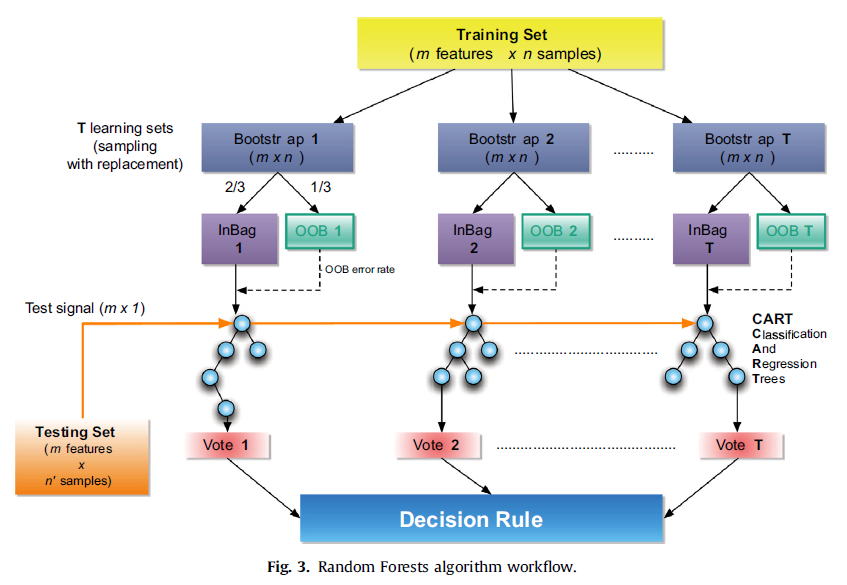 Training Set
(m features x n samples)
T learning sets
(sampling
with replacement)
Bootstr ap 1
(m x n )
Bootstr ap 2
(m x n )
..........
Bootstr ap T
(m x n )
2/3
1/3
InBag
1
OOB 1
InBag
2
OOB 2
..........
InBag
T
OOB T
OOB error rate
Test signal (m x 1)
CART
Classification
And
Regression
Trees
Testing Set
(m features
x
n' samples)
Vote 1
Vote 2
Vote T
Decision Rule
Fig. 3. Random Forests algorithm workflow.